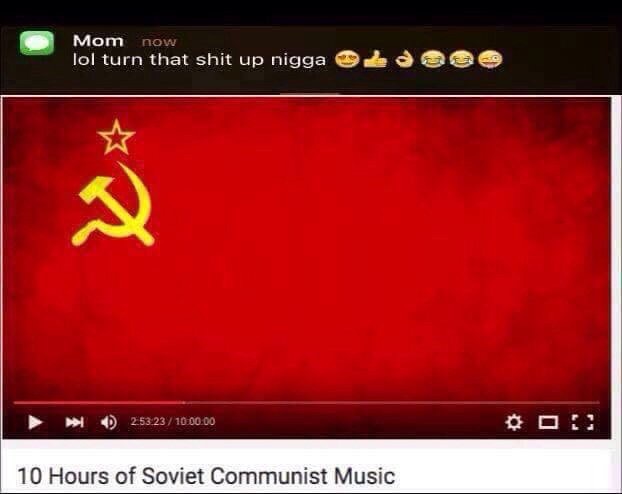 Mom now
lol turn that shit up nigga 😍👍👌😂😂😜
2:53:23 / 10:00:00
10 Hours of Soviet Communist Music